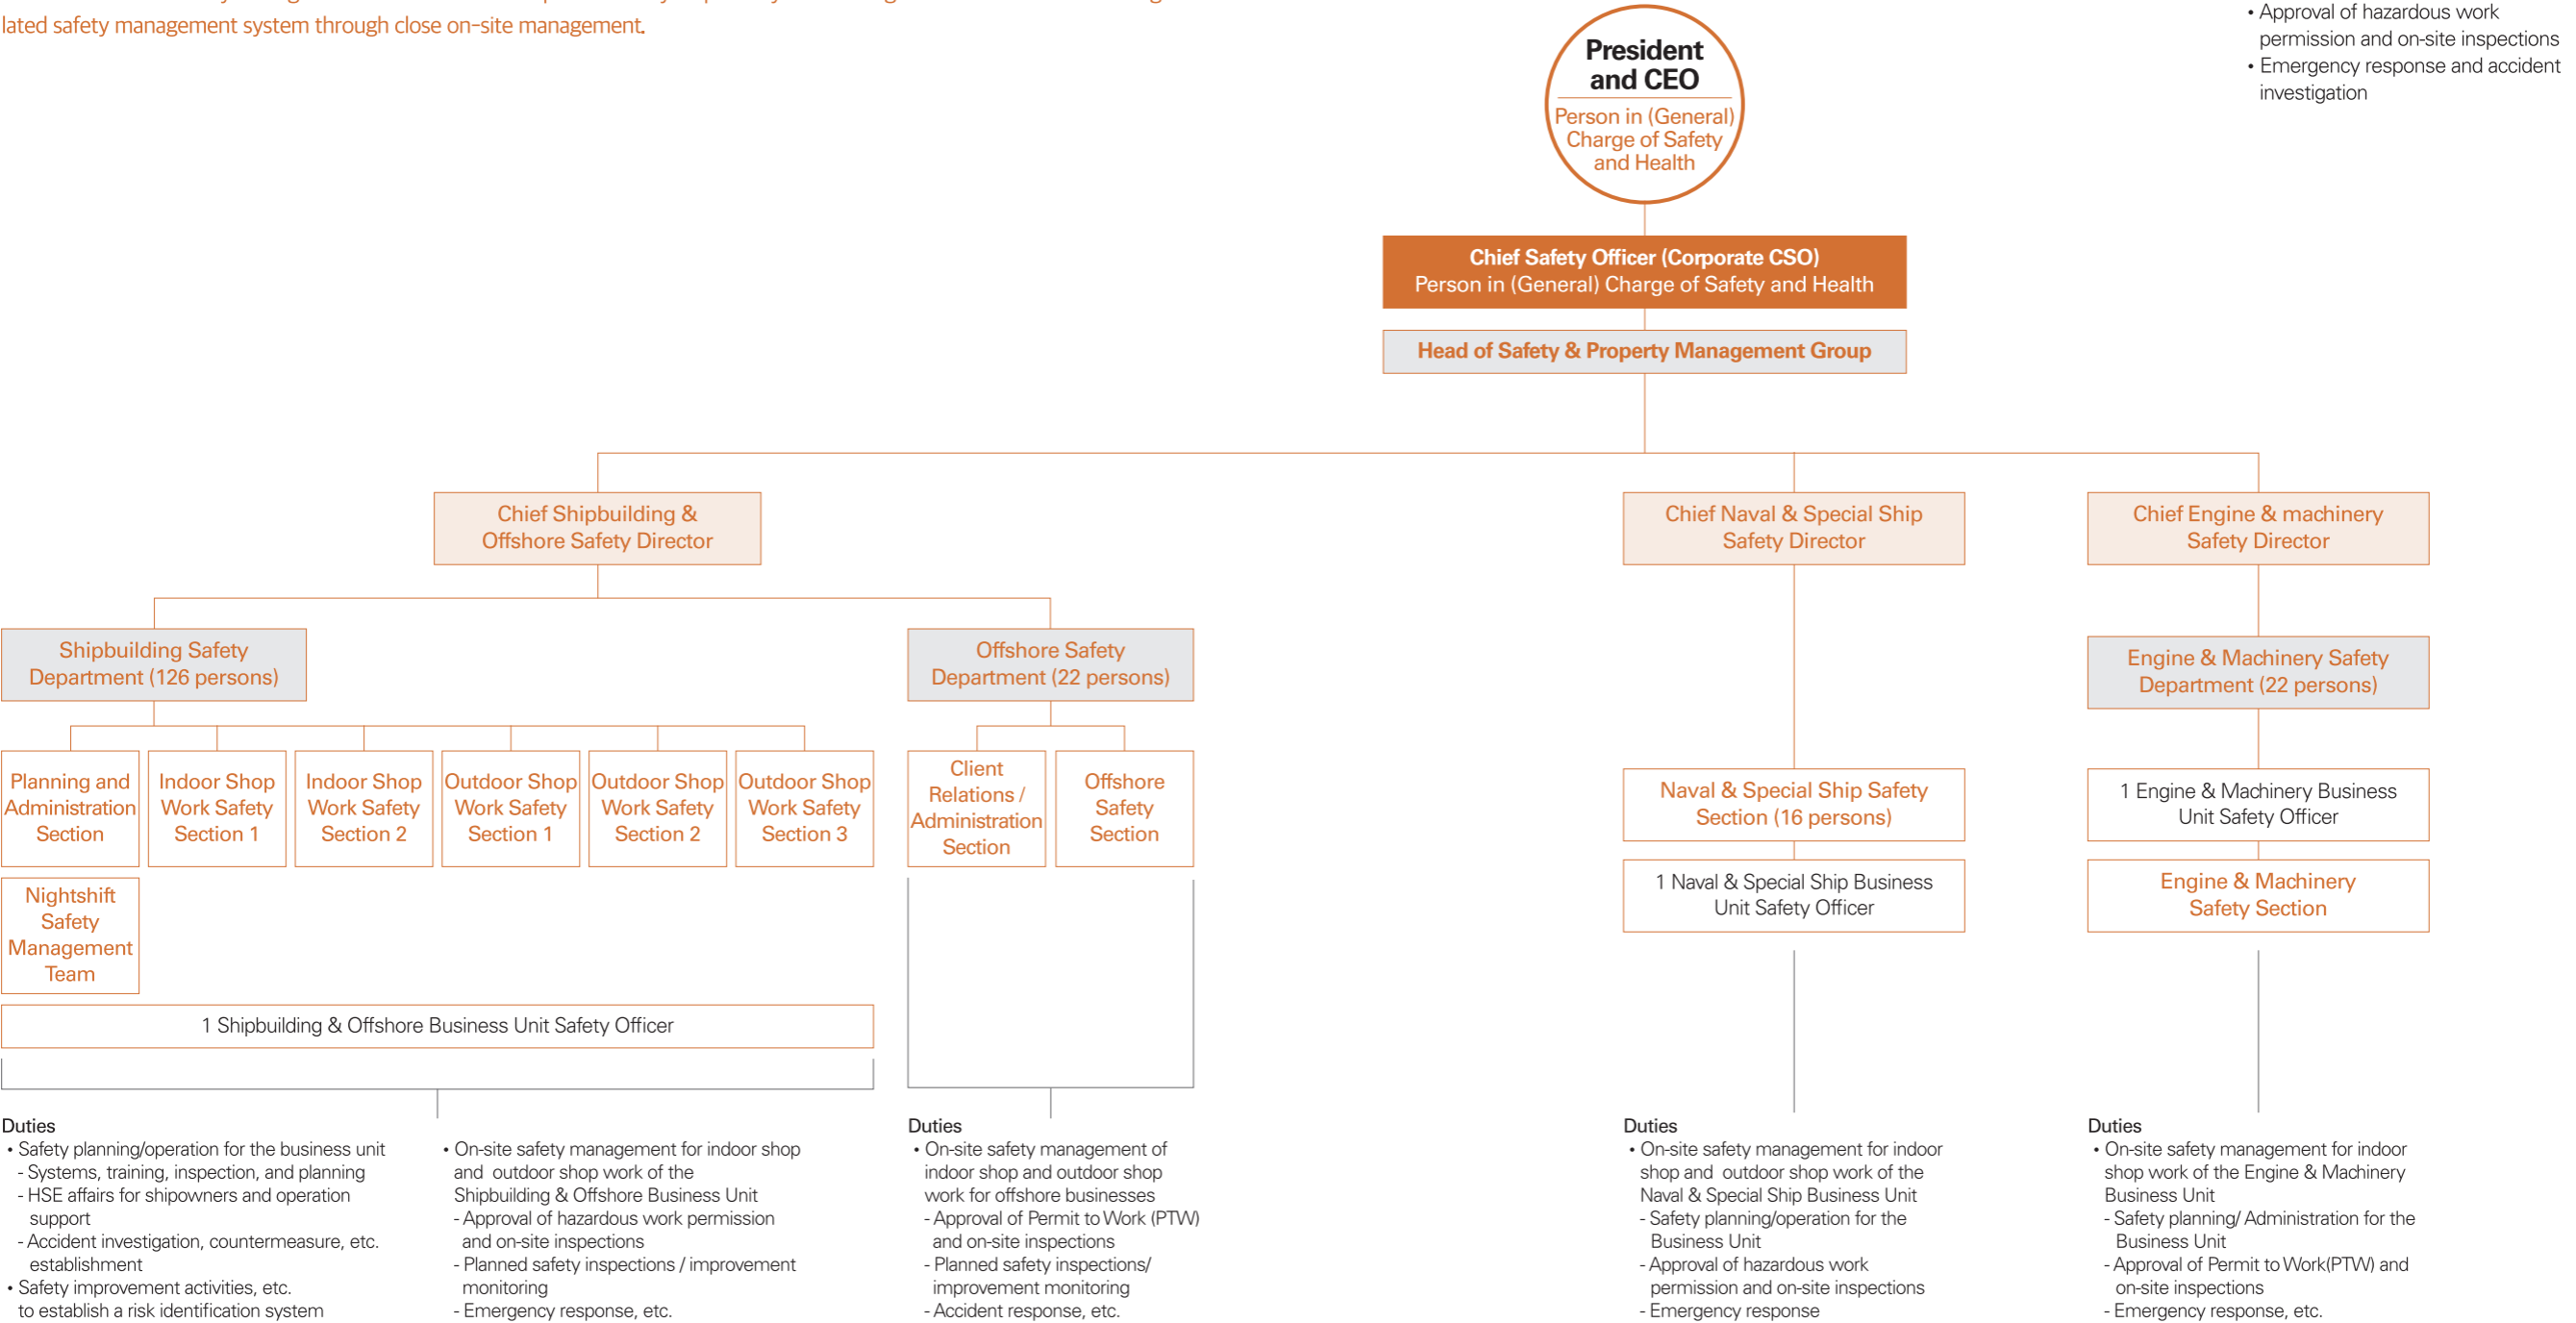 lated safety management system through close on-site management.
• Approval of hazardous work
permission and on-site inspections
• Emergency response and accident
investigation
President
and CEO
Person in (General)
Charge of Safety
and Health
Chief Safety Officer (Corporate CSO)
Person in (General) Charge of Safety and Health
Head of Safety & Property Management Group
Chief Shipbuilding &
Offshore Safety Director
Chief Naval & Special Ship
Safety Director
Chief Engine & machinery
Safety Director
Shipbuilding Safety
Department (126 persons)
Offshore Safety
Department (22 persons)
Engine & Machinery Safety
Department (22 persons)
Planning and
Administration
Section
Indoor Shop
Work Safety
Section 1
Indoor Shop
Work Safety
Section 2
Outdoor Shop
Work Safety
Section 1
Outdoor Shop
Work Safety
Section 2
Outdoor Shop
Work Safety
Section 3
Client
Relations /
Administration
Section
Offshore
Safety
Section
Naval & Special Ship Safety
Section (16 persons)
1 Engine & Machinery Business
Unit Safety Officer
Nightshift
Safety
Management
Team
1 Naval & Special Ship Business
Unit Safety Officer
Engine & Machinery
Safety Section
1 Shipbuilding & Offshore Business Unit Safety Officer
Duties
• Safety planning/operation for the business unit
- Systems, training, inspection, and planning
- HSE affairs for shipowners and operation
support
- Accident investigation, countermeasure, etc.
establishment
• Safety improvement activities, etc.
to establish a risk identification system
• On-site safety management for indoor shop
and outdoor shop work of the
Shipbuilding & Offshore Business Unit
- Approval of hazardous work permission
and on-site inspections
- Planned safety inspections / improvement
monitoring
- Emergency response, etc.
Duties
• On-site safety management of
indoor shop and outdoor shop
work for offshore businesses
- Approval of Permit to Work (PTW)
and on-site inspections
- Planned safety inspections/
improvement monitoring
- Accident response, etc.
Duties
• On-site safety management for indoor
shop and outdoor shop work of the
Naval & Special Ship Business Unit
- Safety planning/operation for the
Business Unit
- Approval of hazardous work
permission and on-site inspections
- Emergency response
Duties
• On-site safety management for indoor
shop work of the Engine & Machinery
Business Unit
- Safety planning/ Administration for the
Business Unit
- Approval of Permit to Work(PTW) and
on-site inspections
- Emergency response, etc.